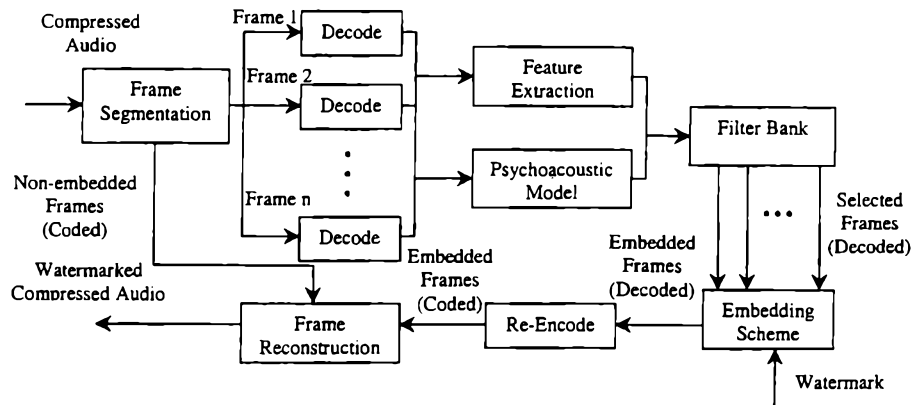 Compressed
Audio
Frame
Segmentation
Frame 1
Decode
Frame 2
Decode
Frame n
Decode
Feature
Extraction
Psychoacoustic
Model
Filter Bank
Non-embedded
Frames
(Coded)
Selected
Frames
(Decoded)
Watermarked
Compressed Audio
Frame
Reconstruction
Embedded
Frames
(Coded)
Re-Encode
Embedded
Frames
(Decoded)
Embedding
Scheme
Watermark